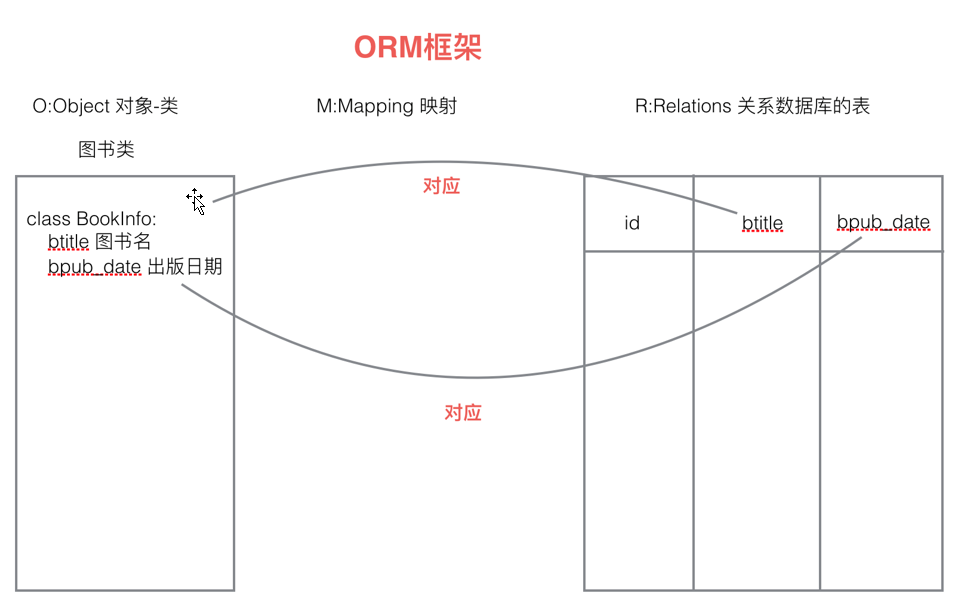 ORM框架
O:Object 对象-类
M:Mapping 映射
R:Relations 关系数据库的表
图书类
对应
class BookInfo:
btitle 图书名
bpub_date 出版日期
id
btitle
bpub_date
对应